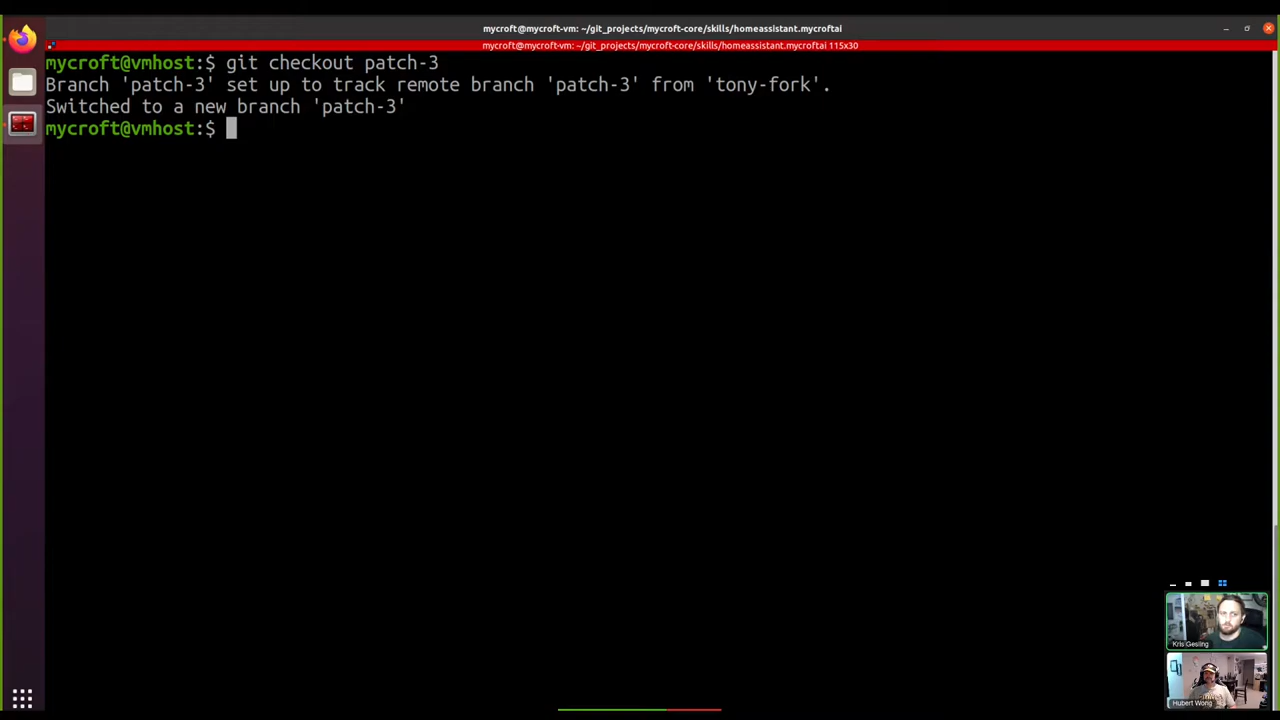 mycroft@mycroft-vm: ~/git_projects/mycroft-core/skills/homeassistant.mycroftai
mycroft@mycroft-vm: ~/git_projects/mycroft-core/skills/homeassistant.mycroftai 115x30
mycroft@vmhost:$ git checkout patch-3
Branch 'patch-3' set up to track remote branch 'patch-3' from 'tony-fork'.
Switched to a new branch 'patch-3'
mycroft@vmhost:$
Kris Gesling
Hubert Wong